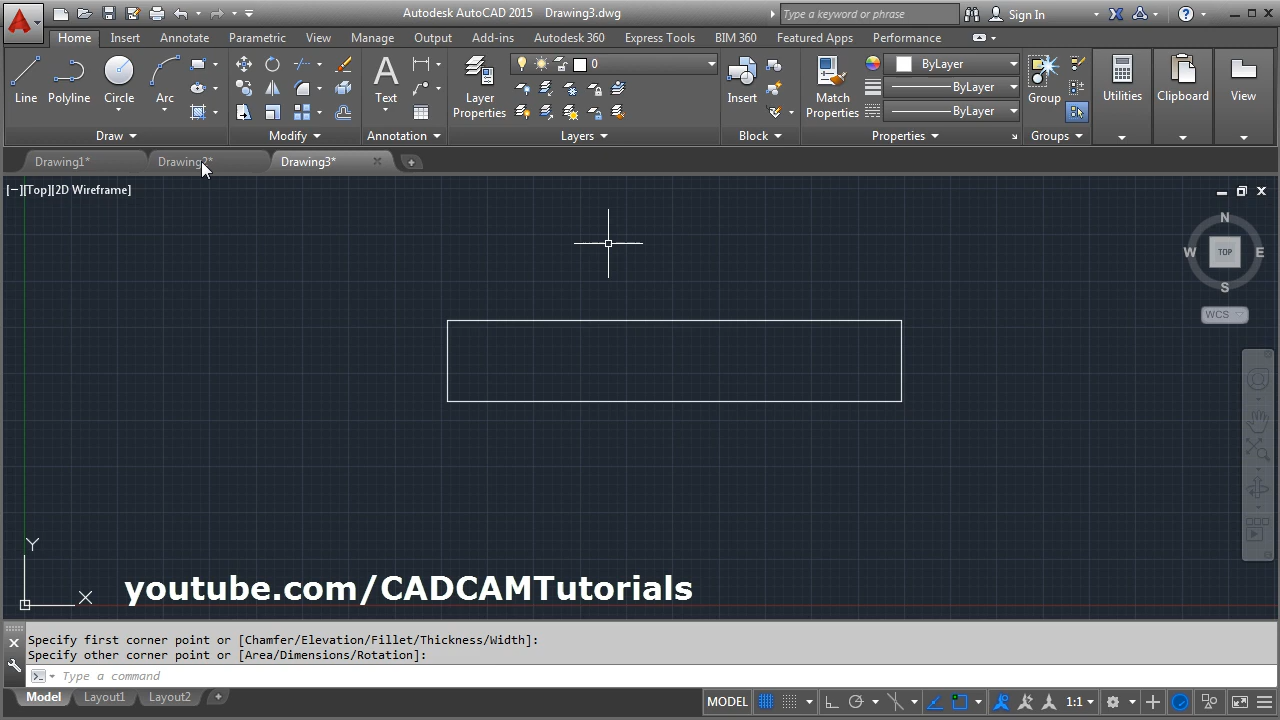 Autodesk AutoCAD 2015 Drawing3.dwg
Type a keyword or phrase
Sign In
Home Insert Annotate Parametric View Manage Output Add-ins Autodesk 360 Express Tools BIM 360 Featured Apps Performance
Line Polyline Circle Arc
Text
Layer
Properties
0
Insert
Match
Properties
ByLayer
ByLayer
ByLayer
Group
Utilities
Clipboard
View
Draw
Modify
Annotation
Layers
Block
Properties
Groups
Drawing1*
Drawing2*
Drawing3*
[−][Top][2D Wireframe]
N
W TOP E
S
WCS
Y
X
youtube.com/CADCAMTutorials
Specify first corner point or [Chamfer/Elevation/Fillet/Thickness/Width]:
Specify other corner point or [Area/Dimensions/Rotation]:
Type a command
Model Layout1 Layout2 +
MODEL
1:1